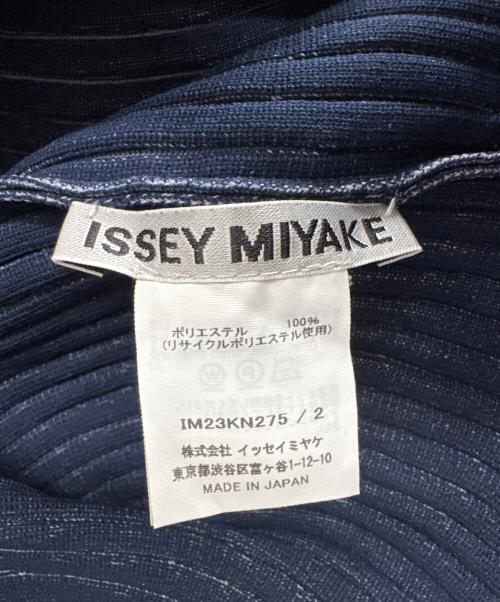 ISSEY MIYAKE
ポリエステル 100%
(リサイクルポリエステル使用)
IM23KN275 / 2
株式会社 イッセイミヤケ
東京都渋谷区富ヶ谷1-12-10
MADE IN JAPAN